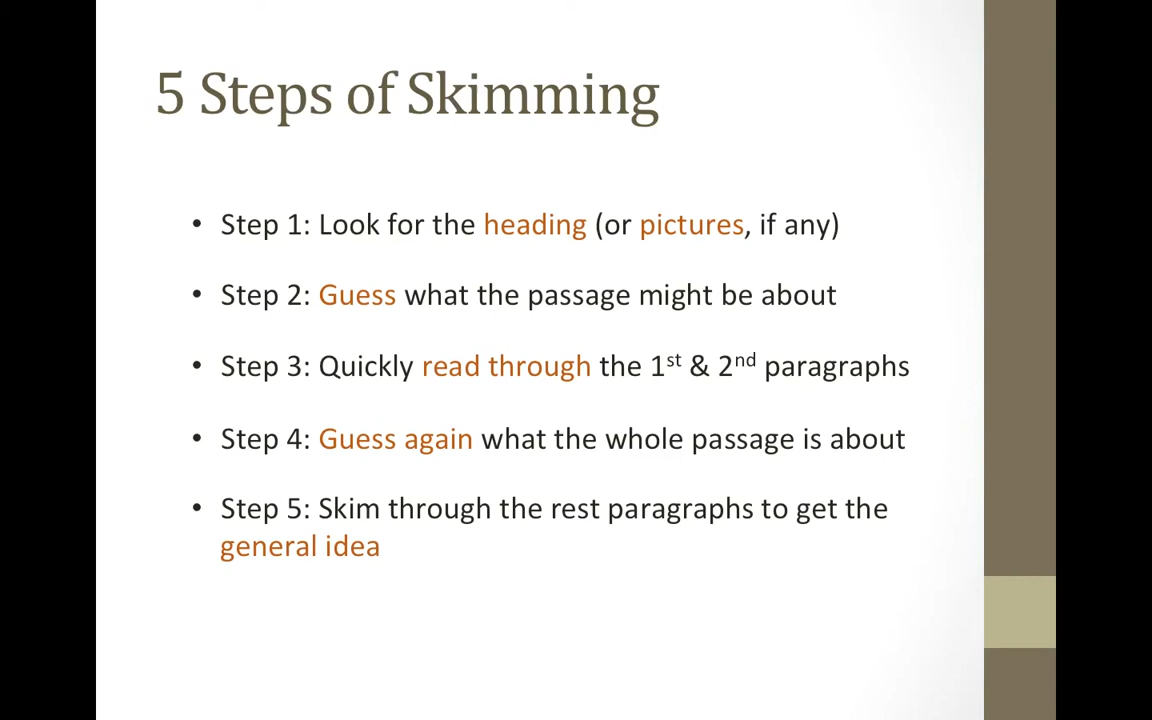 5 Steps of Skimming
• Step 1: Look for the heading (or pictures, if any)
• Step 2: Guess what the passage might be about
• Step 3: Quickly read through the 1st & 2nd paragraphs
• Step 4: Guess again what the whole passage is about
• Step 5: Skim through the rest paragraphs to get the
general idea